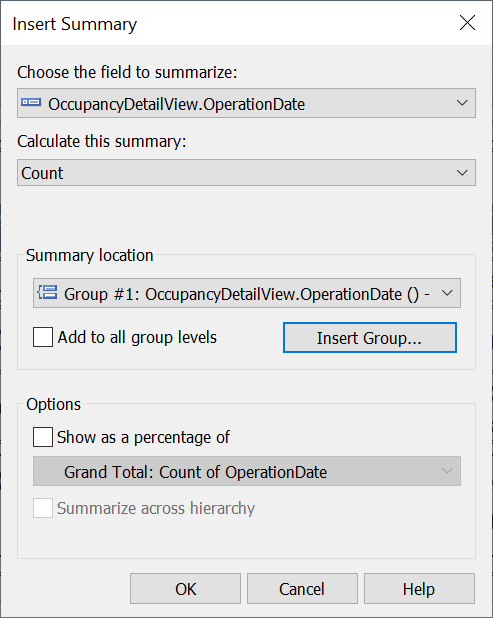 Insert Summary
Choose the field to summarize:
OccupancyDetailView.OperationDate
Calculate this summary:
Count
Summary location
Group #1: OccupancyDetailView.OperationDate () -
Add to all group levels
Insert Group...
Options
Show as a percentage of
Grand Total: Count of OperationDate
Summarize across hierarchy
OK Cancel Help